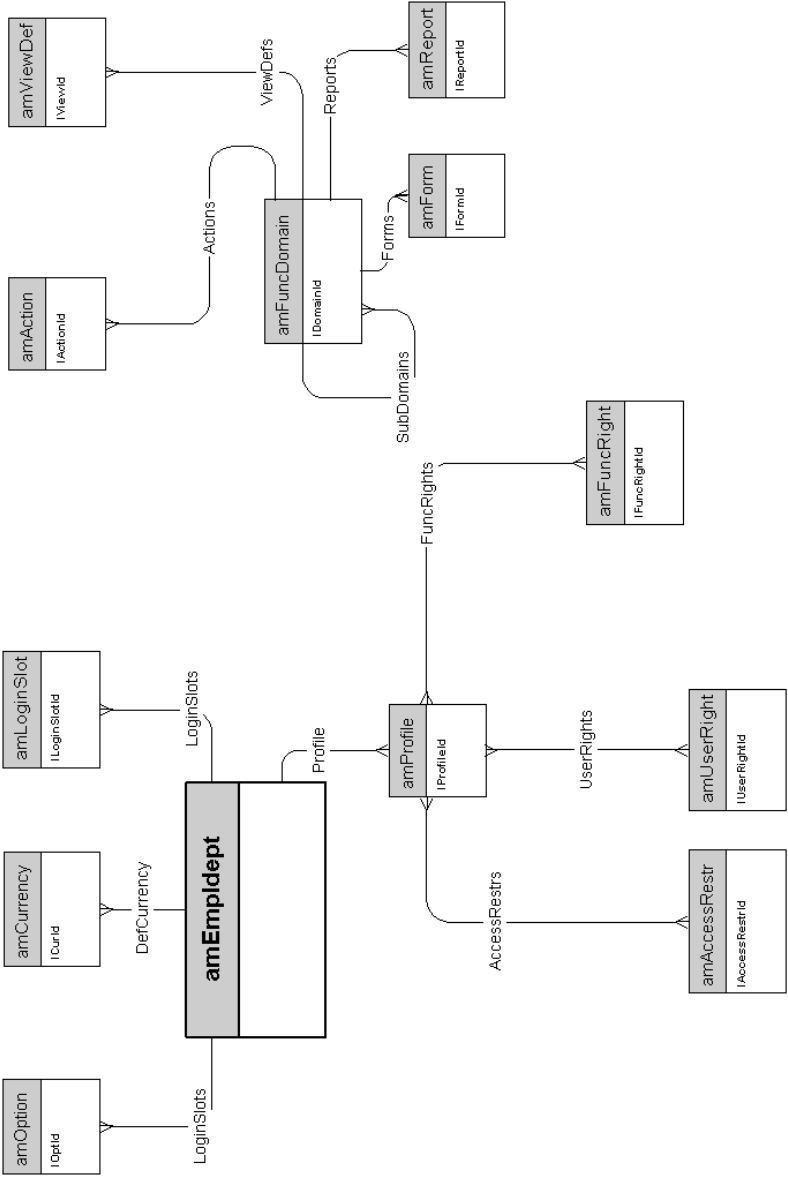 amOption
lOptId
amCurrency
lCurId
amLoginSlot
lLoginSlotId
amAction
lActionId
amViewDef
lViewId
LoginSlots
DefCurrency
LoginSlots
Actions
ViewDefs
amEmpldept
amFuncDomain
lDomainId
Profile
Reports
SubDomains
Forms
amProfile
lProfileId
amForm
lFormId
amReport
lReportId
FuncRights
AccessRestrs
UserRights
amFuncRight
lFuncRightId
amAccessRestr
lAccessRestrId
amUserRight
lUserRightId